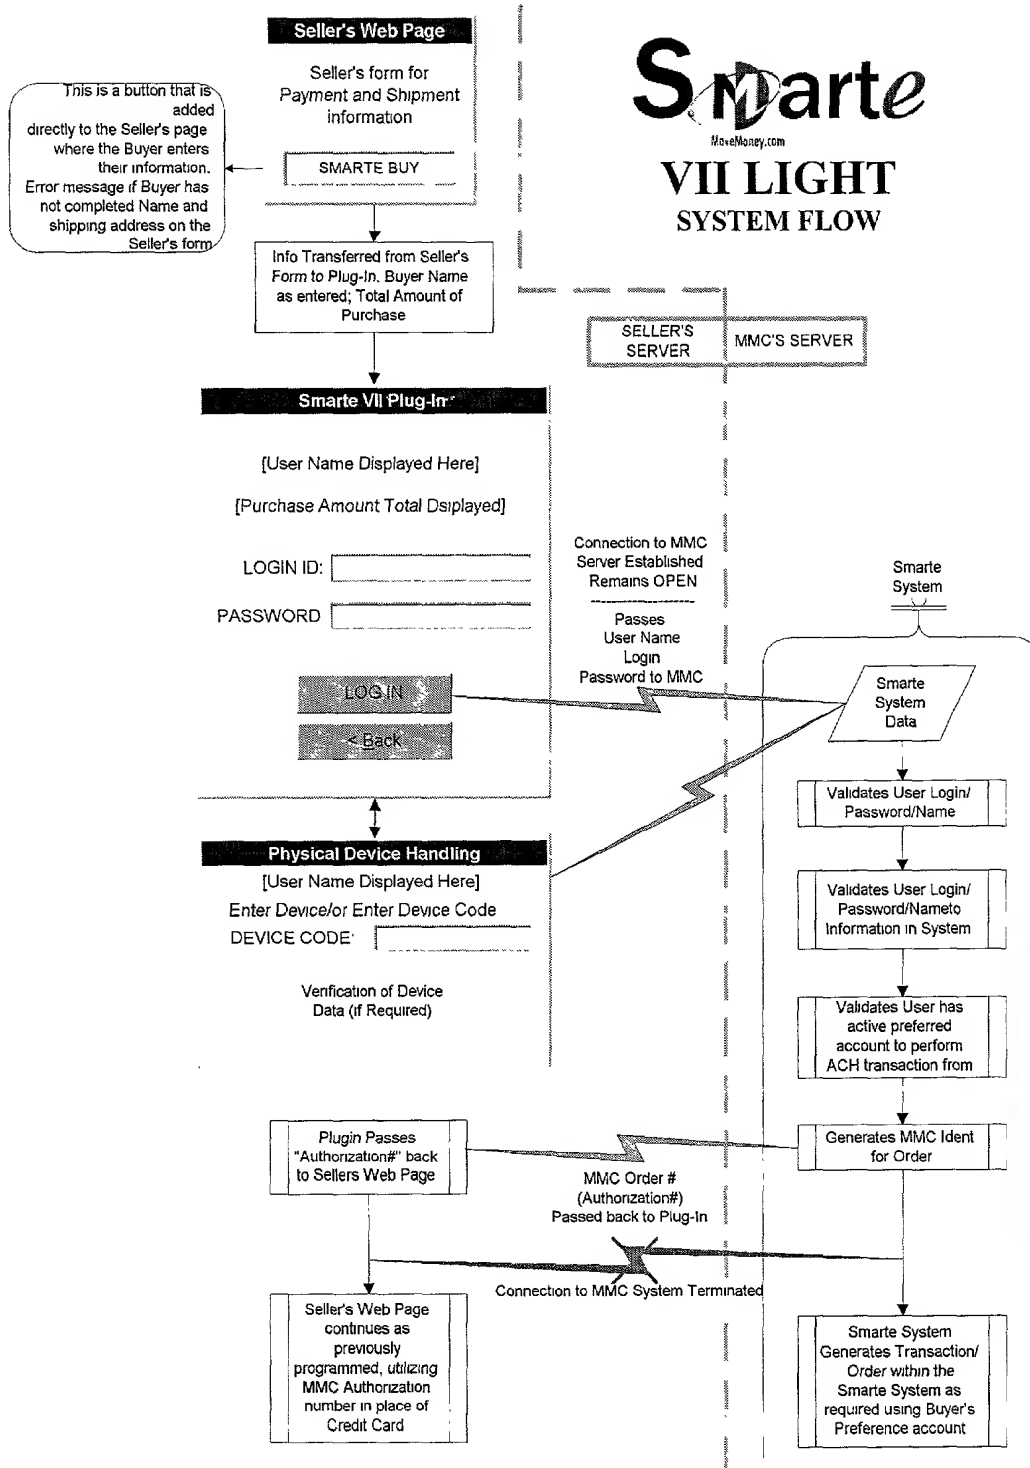 Seller's Web Page
Seller's form for
Payment and Shipment
Information
SMARTE BUY
This is a button that is
added
directly to the Seller's page
where the Buyer enters
their information.
Error message if Buyer has
not completed Name and
shipping address on the
Seller's form
Smarte
MoveMoney.com
VII LIGHT
SYSTEM FLOW
Info Transferred from Seller's
Form to Plug-In. Buyer Name
as entered; Total Amount of
Purchase
SELLER'S
SERVER
MMC'S SERVER
Smarte VII Plug-In
[User Name Displayed Here]
[Purchase Amount Total Dsiplayed]
LOGIN ID:
PASSWORD
LOG IN
< Back
Connection to MMC
Server Established
Remains OPEN
Passes
User Name
Login
Password to MMC
Smarte
System
Smarte
System
Data
Validates User Login/
Password/Name
Validates User Login/
Password/Nameto
Information in System
Validates User has
active preferred
account to perform
ACH transaction from
Generates MMC Ident
for Order
Physical Device Handling
[User Name Displayed Here]
Enter Device/or Enter Device Code
DEVICE CODE:
Verification of Device
Data (if Required)
Plugin Passes
"Authorization#" back
to Sellers Web Page
MMC Order #
(Authorization#)
Passed back to Plug-In
Connection to MMC System Terminated
Seller's Web Page
continues as
previously
programmed, utilizing
MMC Authorization
number in place of
Credit Card
Smarte System
Generates Transaction/
Order within the
Smarte System as
required using Buyer's
Preference account